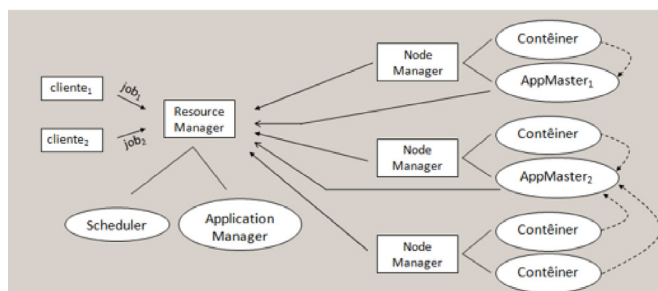 cliente₁
job₁
cliente₂
job₂
Resource
Manager
Scheduler
Application
Manager
Node
Manager
Contêiner
AppMaster₁
Node
Manager
Contêiner
AppMaster₂
Node
Manager
Contêiner
Contêiner